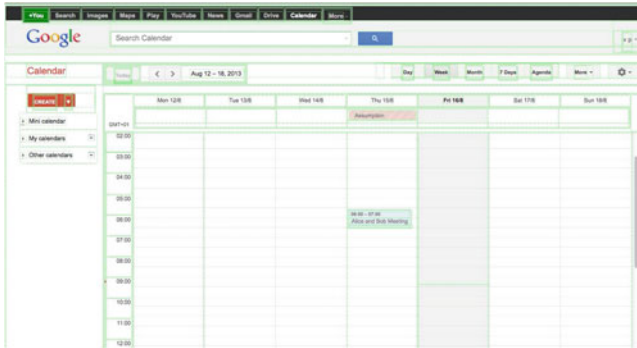 +You Search Images Maps Play YouTube News Gmail Drive Calendar More
Google
Search Calendar
Calendar
Today < > Aug 12 – 18, 2013 Day Week Month 7 Days Agenda More
CREATE
Mini calendar
My calendars
Other calendars
Mon 12/8 Tue 13/8 Wed 14/8 Thu 15/8 Fri 16/8 Sat 17/8 Sun 18/8
GMT+01
Assumption
02:00
03:00
04:00
05:00
06:00
06:00 – 07:00
Alice and Bob Meeting
07:00
08:00
09:00
10:00
11:00
12:00